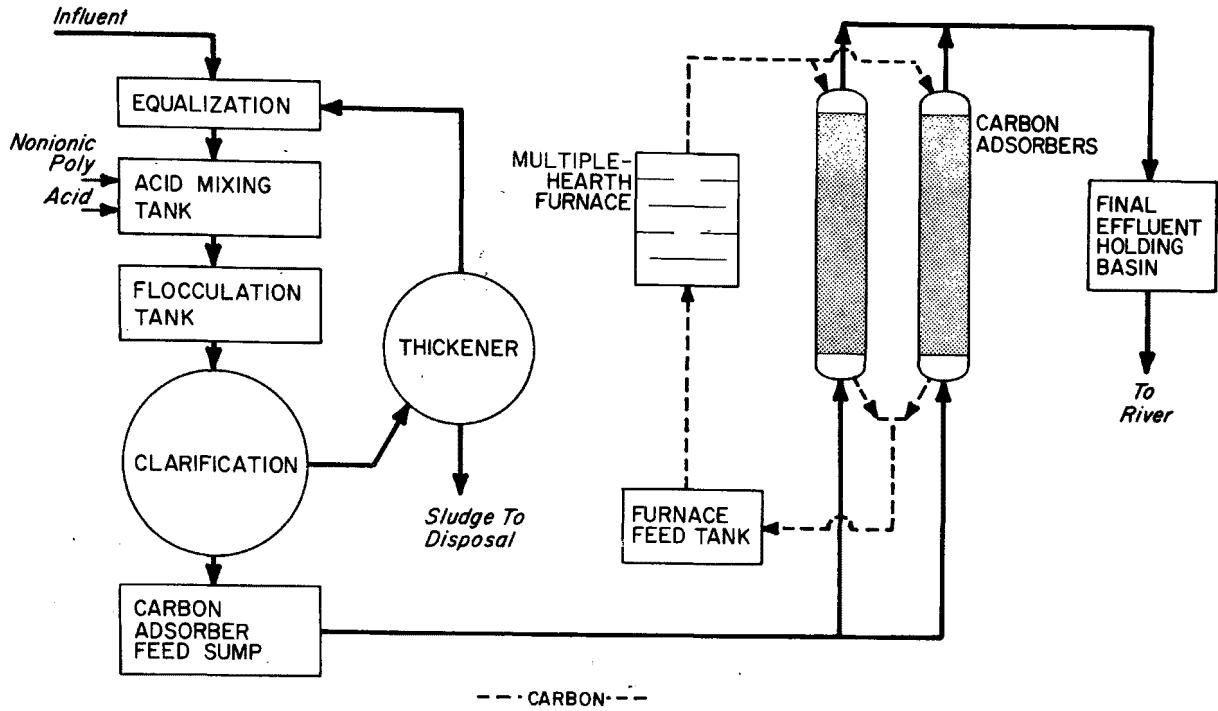 Influent
EQUALIZATION
Nonionic
Poly
Acid
ACID MIXING
TANK
FLOCCULATION
TANK
THICKENER
CLARIFICATION
Sludge To
Disposal
CARBON
ADSORBER
FEED SUMP
MULTIPLE-
HEARTH
FURNACE
CARBON
ADSORBERS
FURNACE
FEED TANK
FINAL
EFFLUENT
HOLDING
BASIN
To
River
CARBON